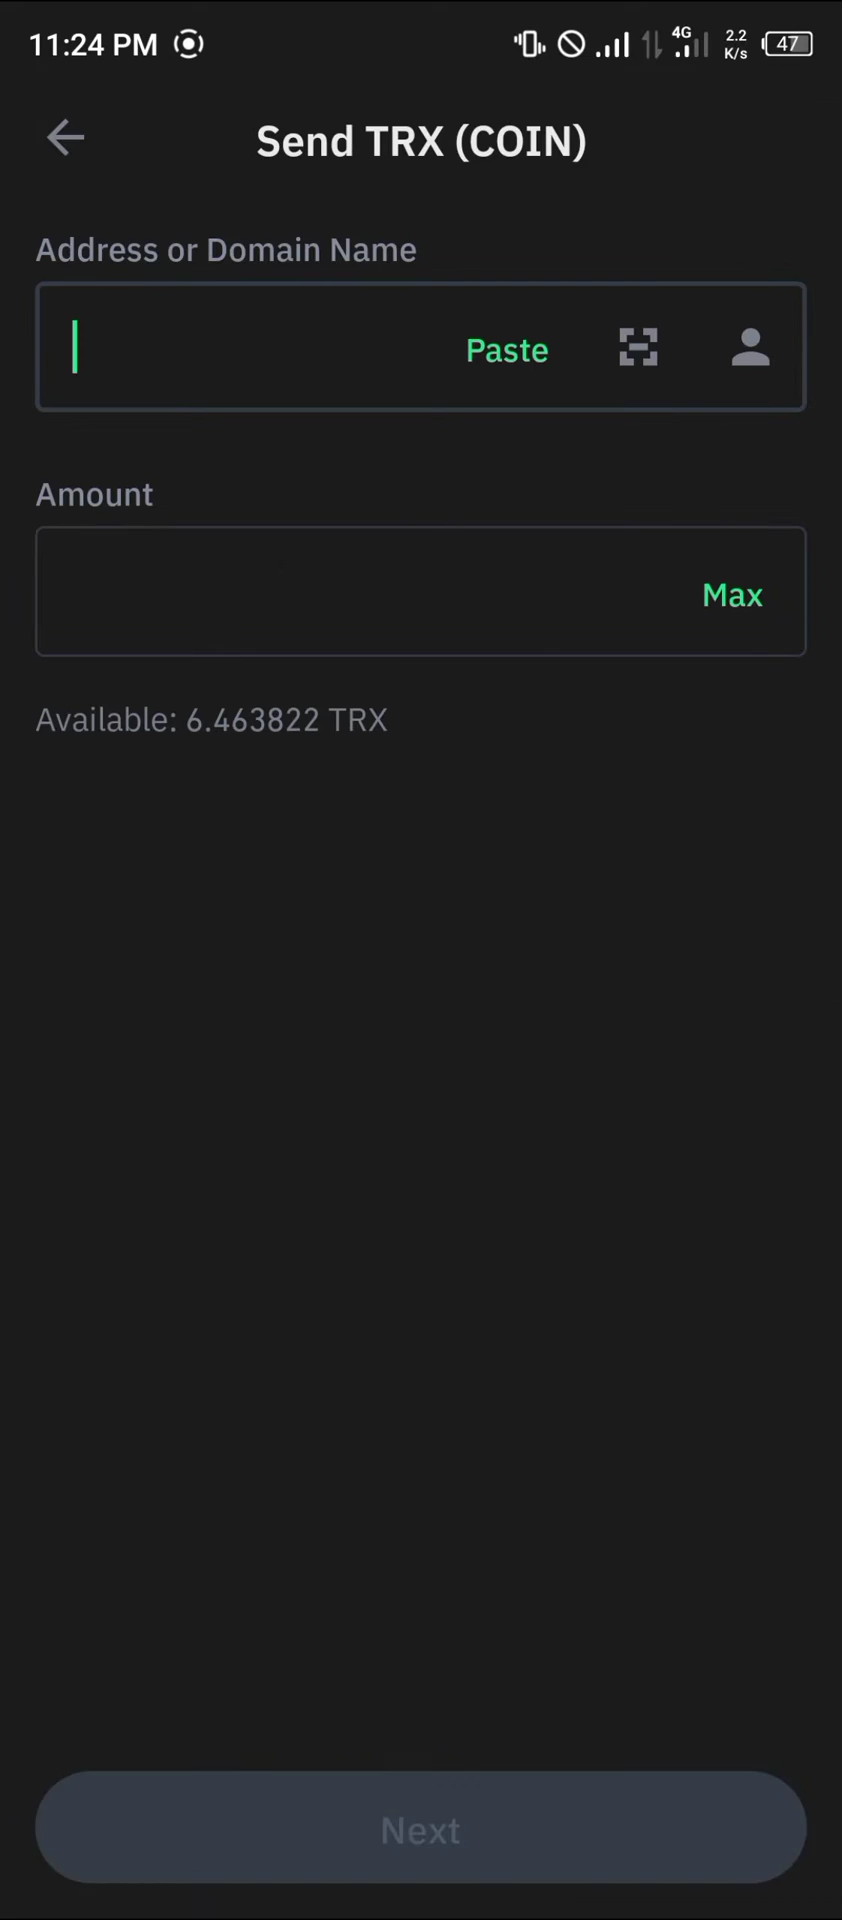 11:24 PM 4G 2.2 K/s 47
Send TRX (COIN)
Address or Domain Name
Paste
Amount
Max
Available: 6.463822 TRX
Next